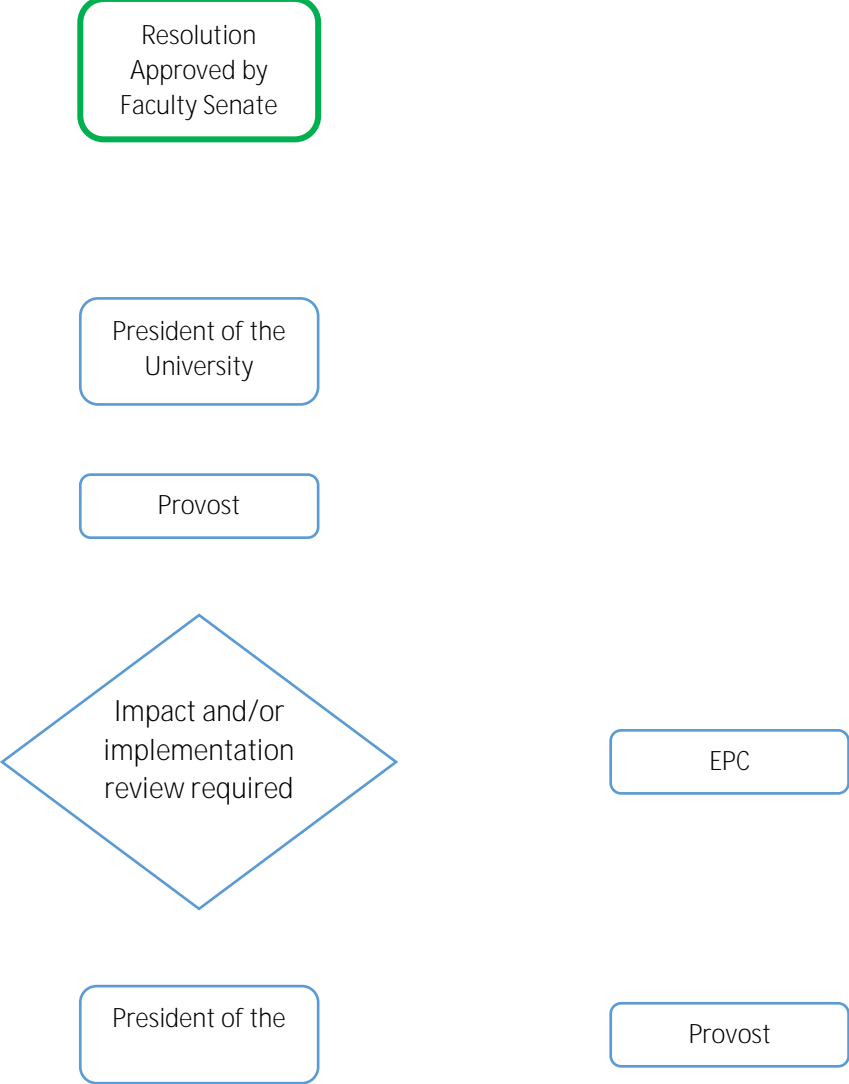 Resolution
Approved by
Faculty Senate
President of the
University
Provost
Impact and/or
implementation
review required
EPC
President of the
Provost